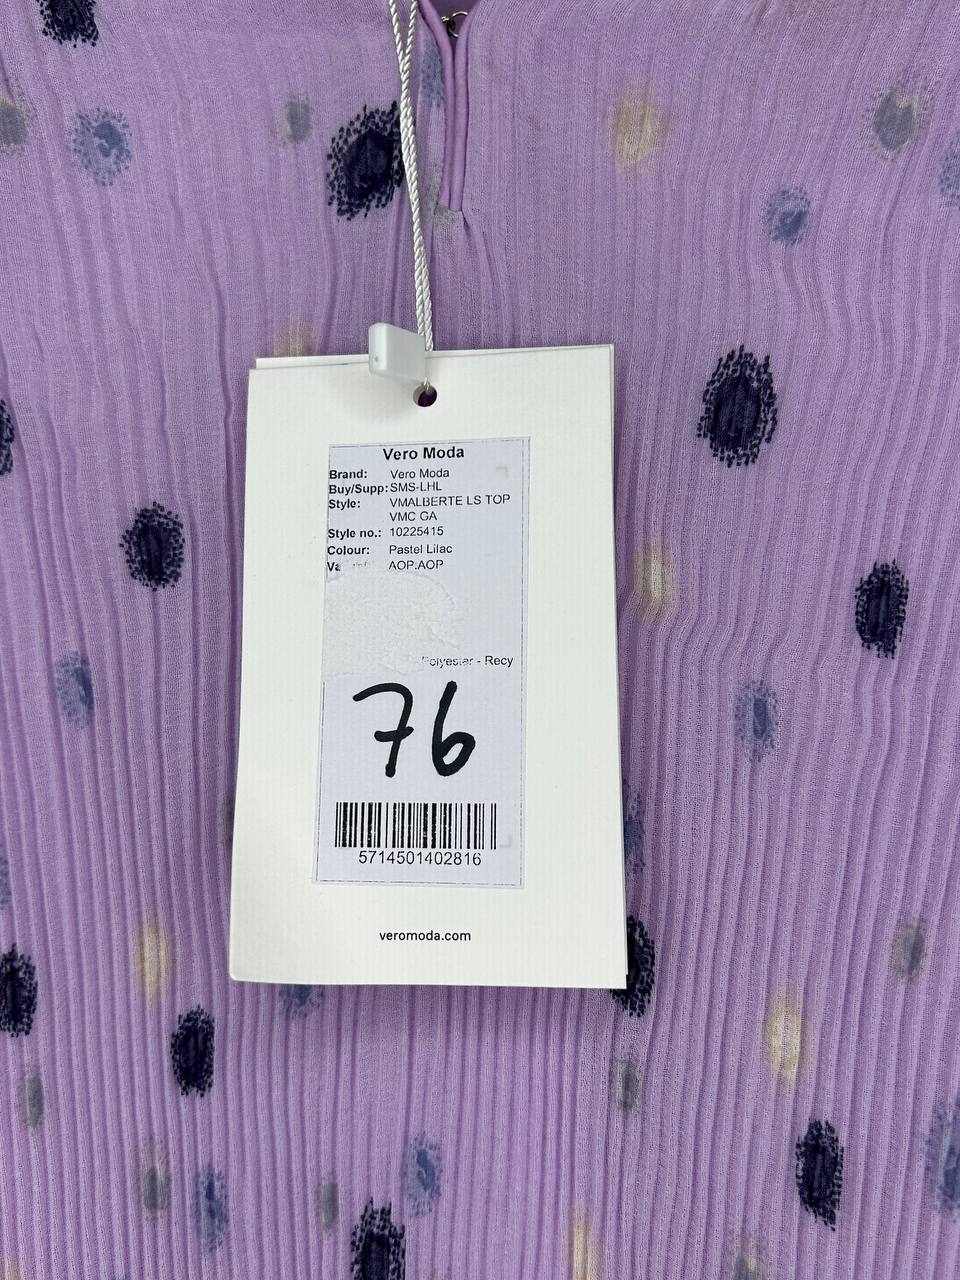 Vero Moda
Brand: Vero Moda
Buy/Supp: SMS-LHL
Style: VMALBERTE LS TOP
VMC GA
Style no.: 10225415
Colour: Pastel Lilac
AOP:AOP
Polyester - Recy
76
5714501402816
veromoda.com